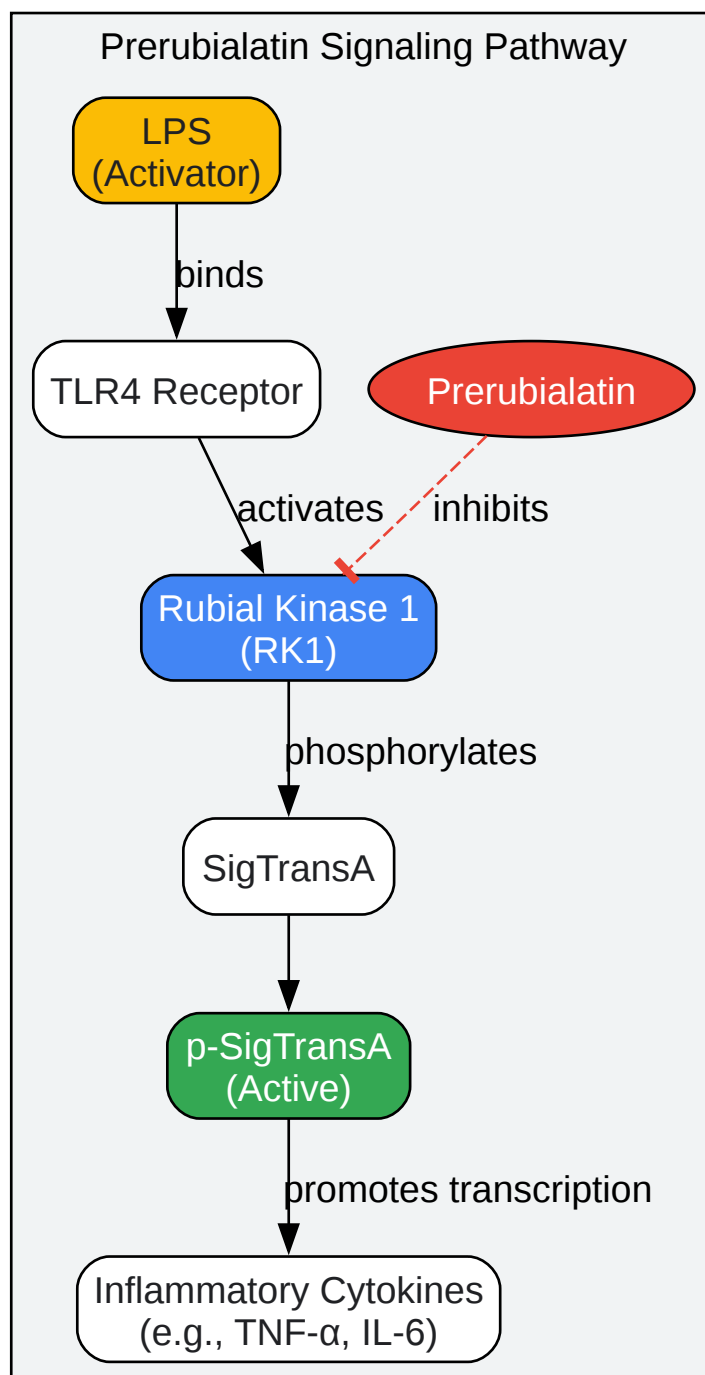 Prerubialatin Signaling Pathway
LPS
(Activator)
binds
TLR4 Receptor
Prerubialatin
activates
inhibits
Rubial Kinase 1
(RK1)
phosphorylates
SigTransA
p-SigTransA
(Active)
promotes transcription
Inflammatory Cytokines
(e.g., TNF-α, IL-6)